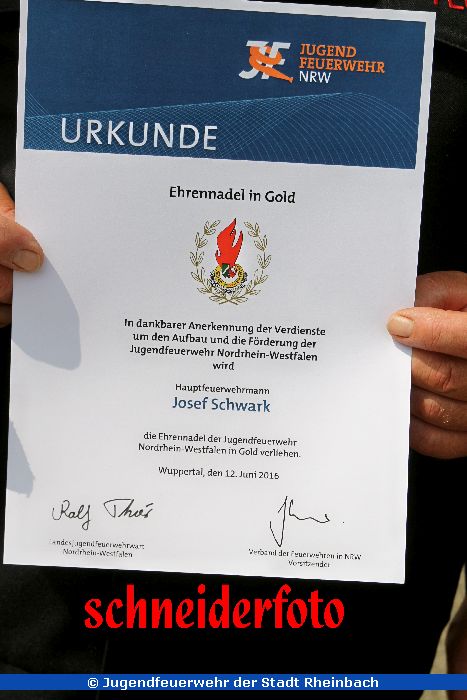 JF JUGEND
FEUERWEHR
NRW
URKUNDE
Ehrennadel in Gold
In dankbarer Anerkennung der Verdienste
um den Aufbau und die Förderung der
Jugendfeuerwehr Nordrhein-Westfalen
wird
Hauptfeuerwehrmann
Josef Schwark
die Ehrennadel der Jugendfeuerwehr
Nordrhein-Westfalen in Gold verliehen.
Wuppertal, den 12. Juni 2016
Landesjugendfeuerwehrwart
Nordrhein-Westfalen
Verband der Feuerwehren in NRW
Vorsitzender
schneiderfoto
© Jugendfeuerwehr der Stadt Rheinbach